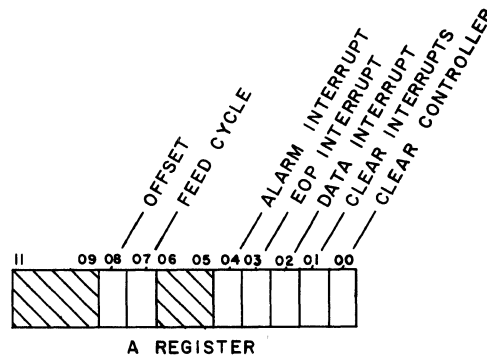 OFFSET
FEED CYCLE
ALARM INTERRUPT
EOP INTERRUPT
DATA INTERRUPT
CLEAR INTERRUPTS
CLEAR CONTROLLER
11 09 08 07 06 05 04 03 02 01 00
A REGISTER